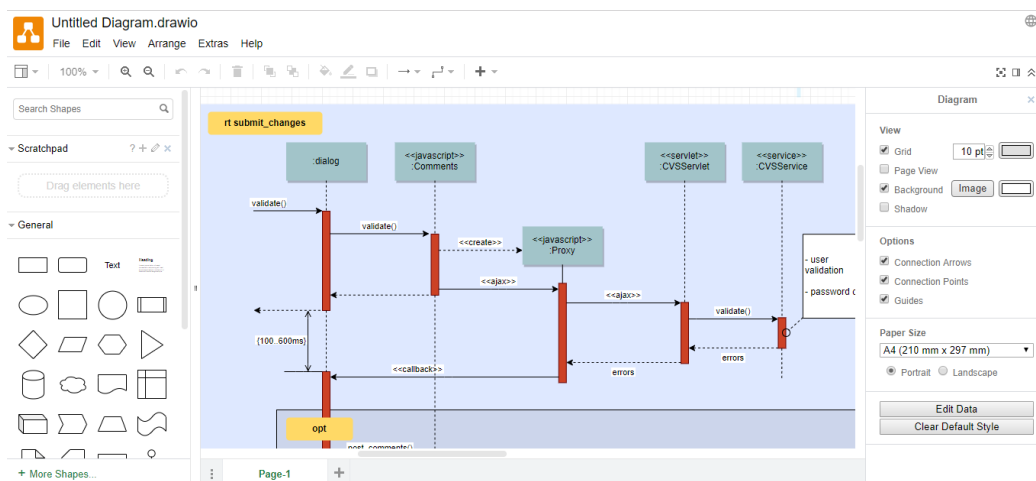 Untitled Diagram.drawio
File Edit View Arrange Extras Help
100%
Search Shapes
Scratchpad
?
Drag elements here
General
Text
Heading
+ More Shapes...
rt submit_changes
:dialog
<<javascript>>
:Comments
<<servlet>>
:CVSServlet
<<service>>
:CVSService
validate()
validate()
<<create>>
<<javascript>>
:Proxy
- user
validation
- password c
<<ajax>>
<<ajax>>
validate()
{100..600ms}
errors
errors
<<callback>>
opt
post_comments()
Page-1
Diagram
View
Grid 10 pt
Page View
Background Image
Shadow
Options
Connection Arrows
Connection Points
Guides
Paper Size
A4 (210 mm x 297 mm)
Portrait Landscape
Edit Data
Clear Default Style